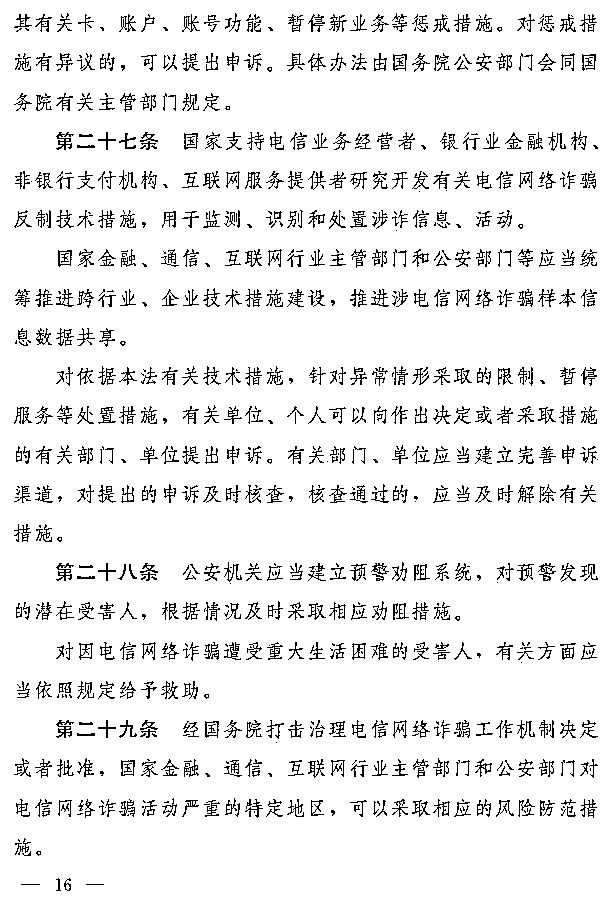 其有关卡、账户、账号功能、暂停新业务等惩戒措施。对惩戒措
施有异议的，可以提出申诉。具体办法由国务院公安部门会同国
务院有关主管部门规定。
第二十七条　国家支持电信业务经营者、银行业金融机构、
非银行支付机构、互联网服务提供者研究开发有关电信网络诈骗
反制技术措施，用于监测、识别和处置涉诈信息、活动。
国家金融、通信、互联网行业主管部门和公安部门等应当统
筹推进跨行业、企业技术措施建设，推进涉电信网络诈骗样本信
息数据共享。
对依据本法有关技术措施，针对异常情形采取的限制、暂停
服务等处置措施，有关单位、个人可以向作出决定或者采取措施
的有关部门、单位提出申诉。有关部门、单位应当建立完善申诉
渠道，对提出的申诉及时核查，核查通过的，应当及时解除有关
措施。
第二十八条　公安机关应当建立预警劝阻系统，对预警发现
的潜在受害人，根据情况及时采取相应劝阻措施。
对因电信网络诈骗遭受重大生活困难的受害人，有关方面应
当依照规定给予救助。
第二十九条　经国务院打击治理电信网络诈骗工作机制决定
或者批准，国家金融、通信、互联网行业主管部门和公安部门对
电信网络诈骗活动严重的特定地区，可以采取相应的风险防范措
施。
— 16 —